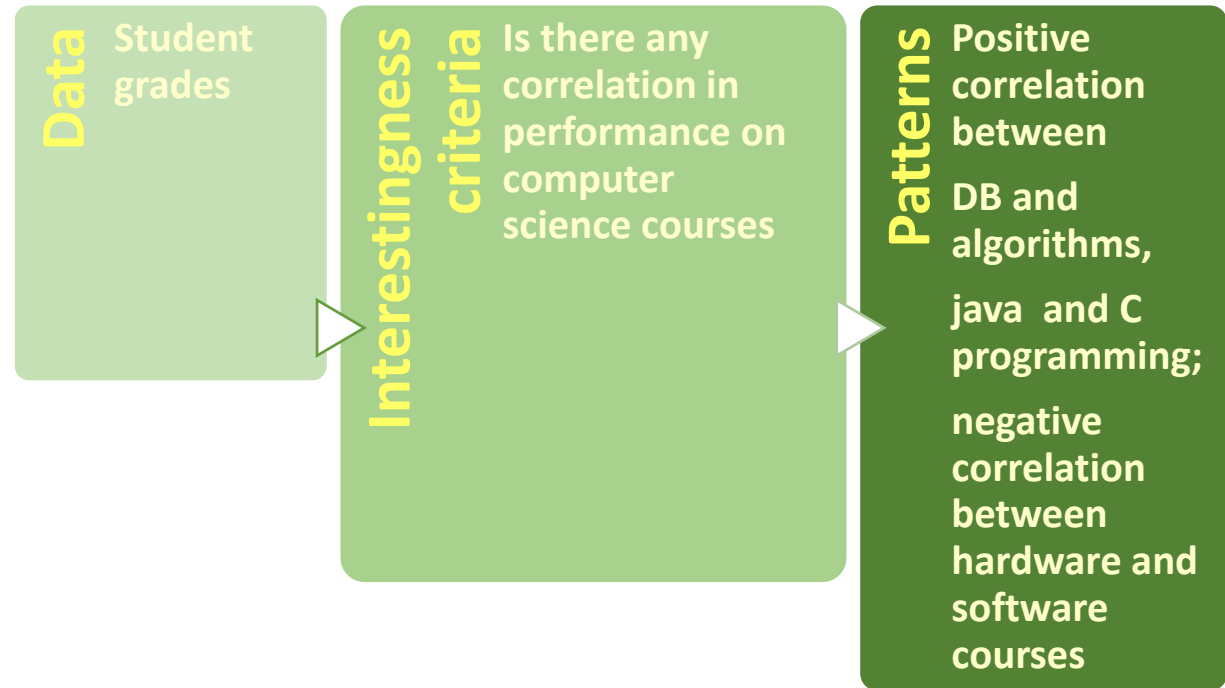 Data
Student
grades
Interestingness
criteria
Is there any
correlation in
performance on
computer
science courses
Patterns
Positive
correlation
between
DB and
algorithms,
java  and C
programming;
negative
correlation
between
hardware and
software
courses